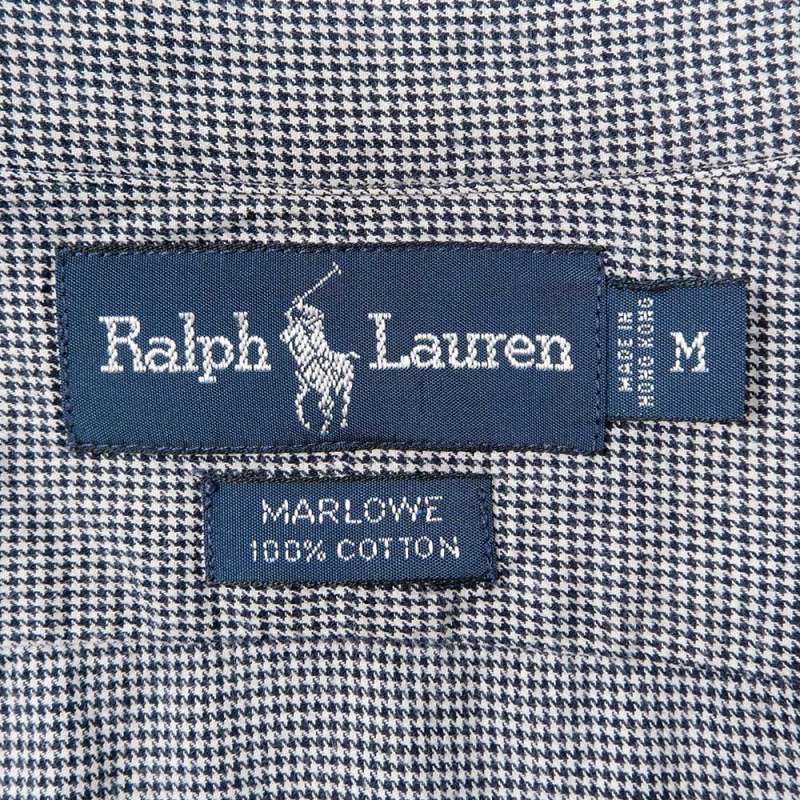 Ralph Lauren
MADE IN
HONG KONG
M
MARLOWE
100% COTTON